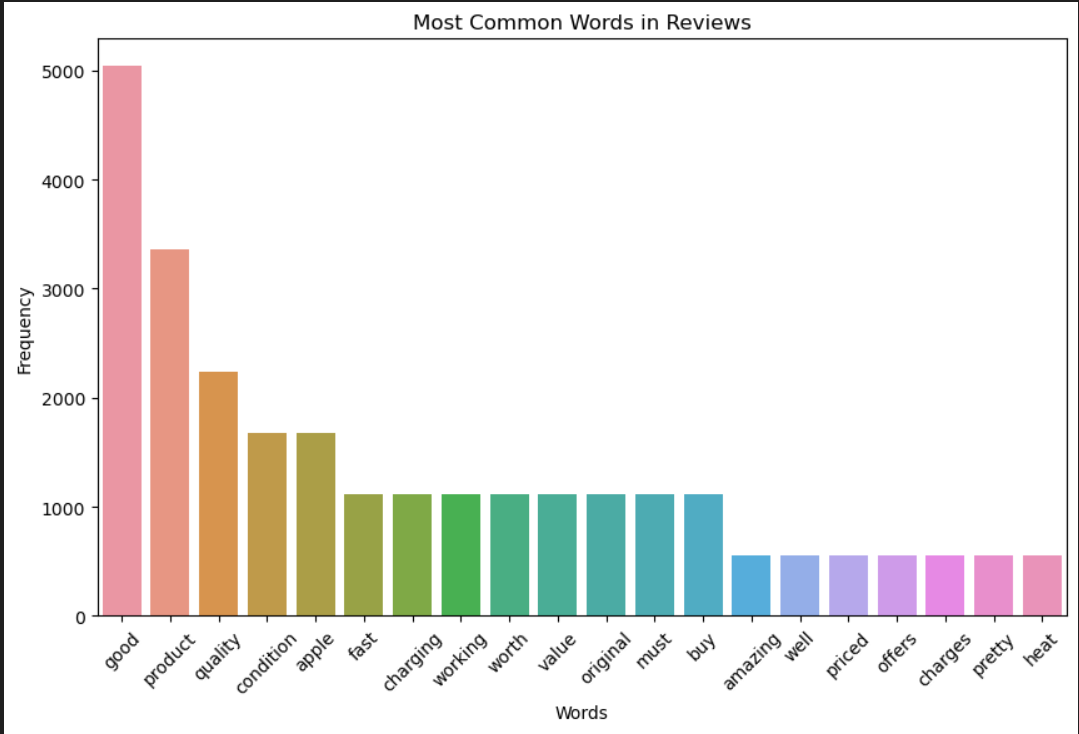 Most Common Words in Reviews
5000
4000
3000
2000
1000
0
Frequency
good
product
quality
condition
apple
fast
charging
working
worth
value
original
must
buy
amazing
well
priced
offers
charges
pretty
heat
Words